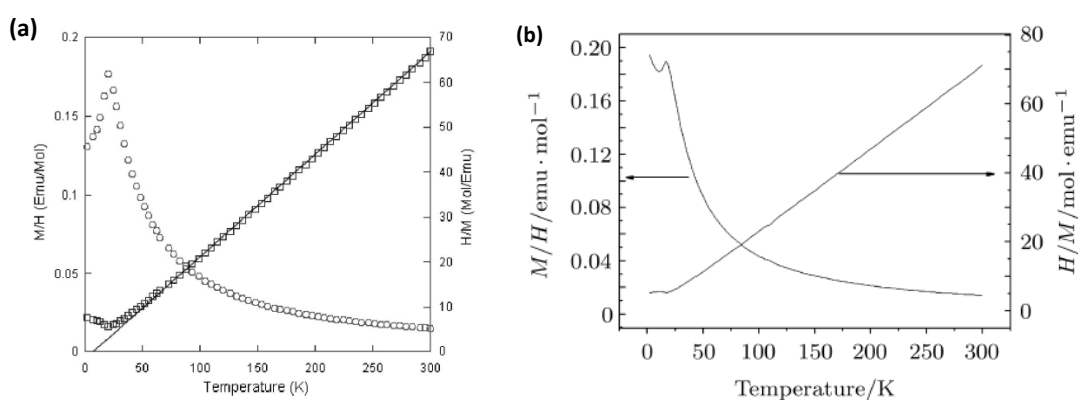 (a)
0.2
0.15
0.1
0.05
0
M/H (Emu/Mol)
70
60
50
40
30
20
10
0
H/M (Mol/Emu)
0 50 100 150 200 250 300
Temperature (K)
(b)
0.20
0.16
0.12
0.08
0.04
0
M/H/emu · mol⁻¹
80
60
40
20
0
H/M/mol · emu⁻¹
0 50 100 150 200 250 300
Temperature/K